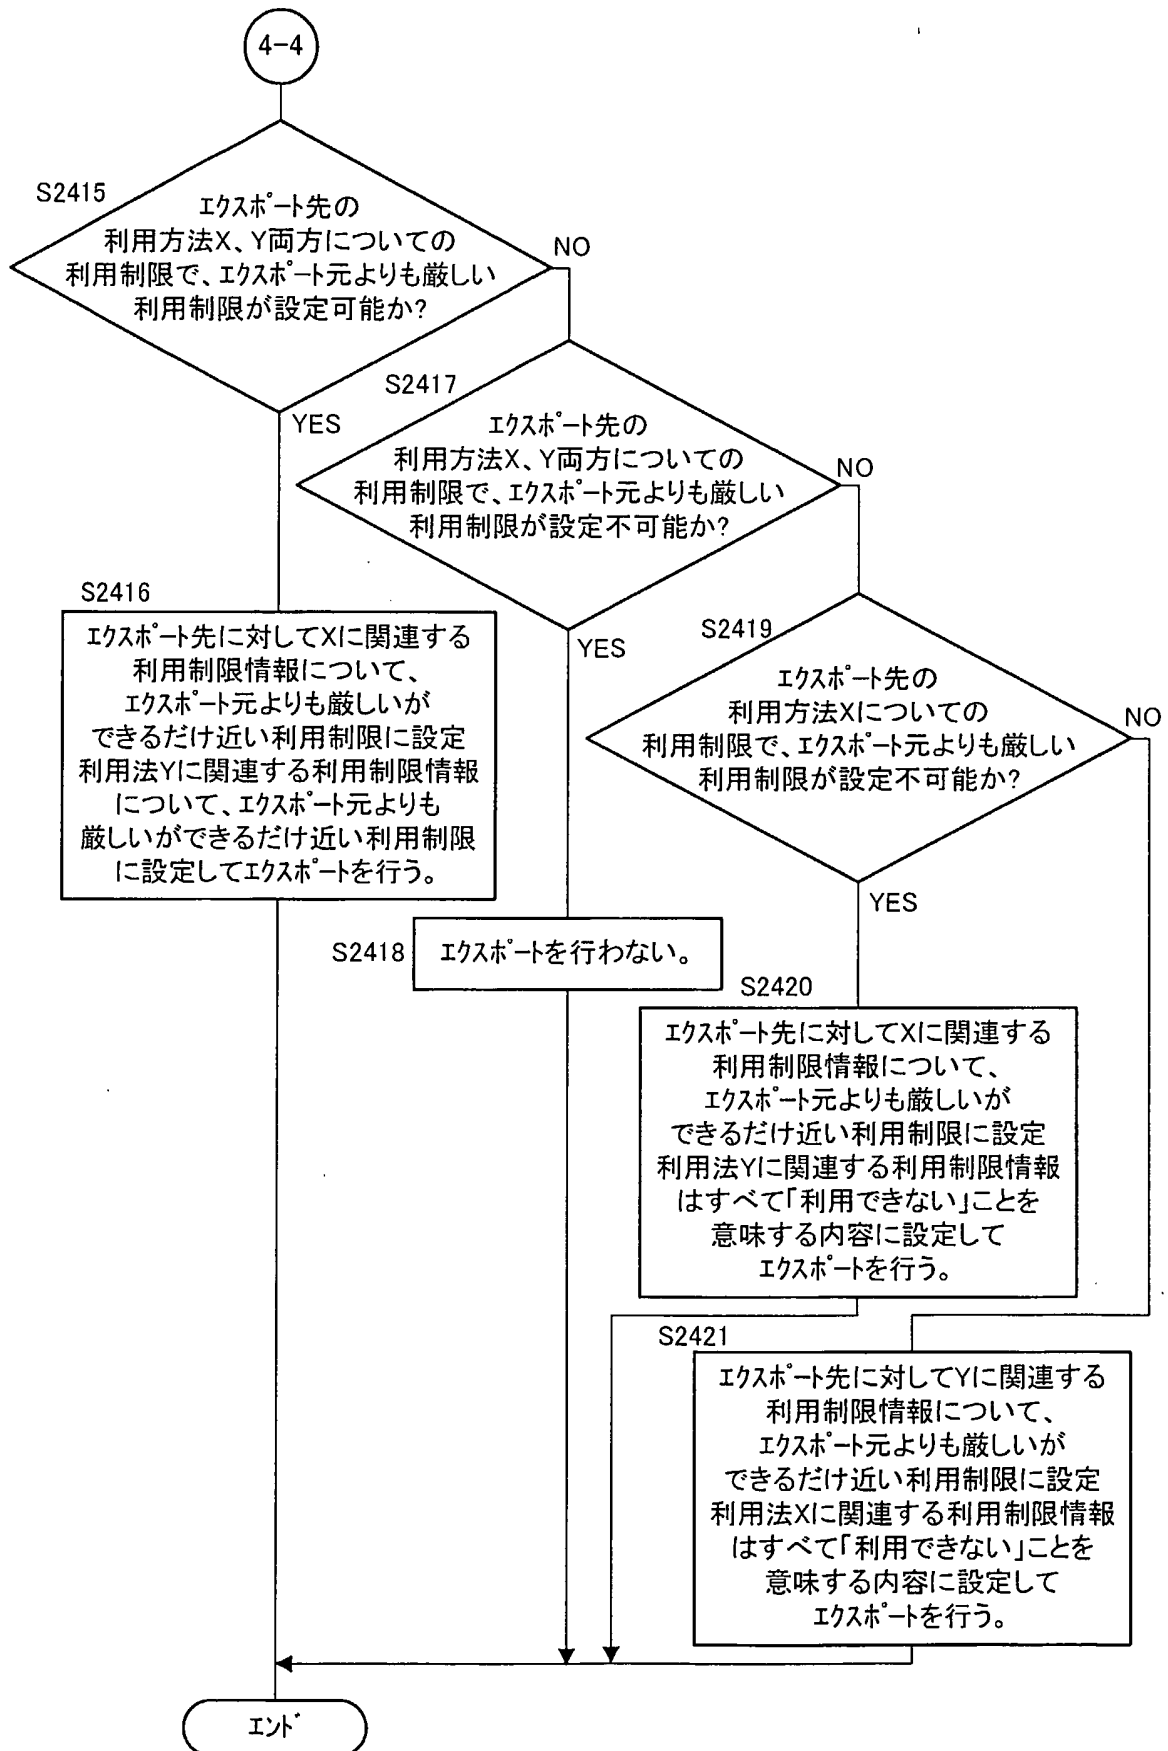 4-4
S2415
ｴｸｽﾎﾟｰﾄ先の
利用方法X、Y両方についての
利用制限で、ｴｸｽﾎﾟｰﾄ元よりも厳しい
利用制限が設定可能か?
NO
YES
S2417
ｴｸｽﾎﾟｰﾄ先の
利用方法X、Y両方についての
利用制限で、ｴｸｽﾎﾟｰﾄ元よりも厳しい
利用制限が設定不可能か?
NO
YES
S2416
ｴｸｽﾎﾟｰﾄ先に対してXに関連する
利用制限情報について、
ｴｸｽﾎﾟｰﾄ元よりも厳しいが
できるだけ近い利用制限に設定
利用法Yに関連する利用制限情報
について、ｴｸｽﾎﾟｰﾄ元よりも
厳しいができるだけ近い利用制限
に設定してｴｸｽﾎﾟｰﾄを行う。
S2419
ｴｸｽﾎﾟｰﾄ先の
利用方法Xについての
利用制限で、ｴｸｽﾎﾟｰﾄ元よりも厳しい
利用制限が設定不可能か?
NO
YES
S2418
ｴｸｽﾎﾟｰﾄを行わない。
S2420
ｴｸｽﾎﾟｰﾄ先に対してXに関連する
利用制限情報について、
ｴｸｽﾎﾟｰﾄ元よりも厳しいが
できるだけ近い利用制限に設定
利用法Yに関連する利用制限情報
はすべて｢利用できない｣ことを
意味する内容に設定して
ｴｸｽﾎﾟｰﾄを行う。
S2421
ｴｸｽﾎﾟｰﾄ先に対してYに関連する
利用制限情報について、
ｴｸｽﾎﾟｰﾄ元よりも厳しいが
できるだけ近い利用制限に設定
利用法Xに関連する利用制限情報
はすべて｢利用できない｣ことを
意味する内容に設定して
ｴｸｽﾎﾟｰﾄを行う。
ｴﾝﾄﾞ